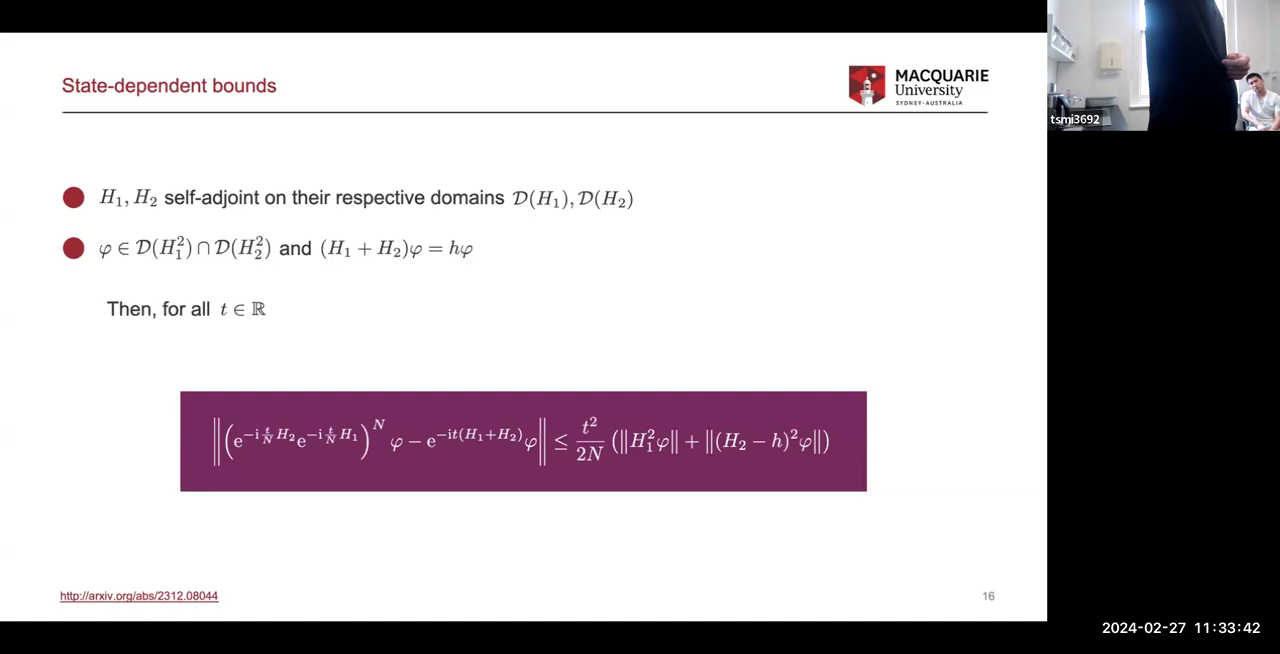 State-dependent bounds
MACQUARIE
University
SYDNEY·AUSTRALIA
tsmi3692
H₁, H₂ self-adjoint on their respective domains 𝒟(H₁), 𝒟(H₂)
φ ∈ 𝒟(H₁²) ∩ 𝒟(H₂²) and (H₁ + H₂)φ = hφ
Then, for all t ∈ ℝ
‖(e^{−i t/N H₂} e^{−i t/N H₁})^N φ − e^{−it(H₁+H₂)} φ‖ ≤ t²/2N (‖H₁²φ‖ + ‖(H₂ − h)²φ‖)
http://arxiv.org/abs/2312.08044
16
2024-02-27 11:33:42